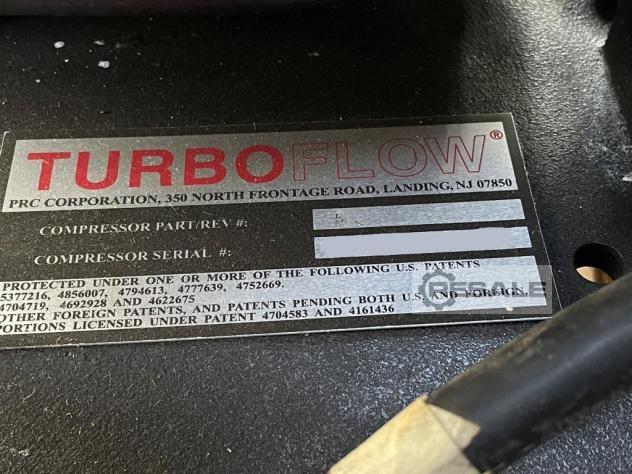 TURBOFLOW®
PRC CORPORATION, 350 NORTH FRONTAGE ROAD, LANDING, NJ 07850
COMPRESSOR PART/REV #: 5
COMPRESSOR SERIAL #:
PROTECTED UNDER ONE OR MORE OF THE FOLLOWING U.S. PATENTS
5377216, 4856007, 4794613, 4777639, 4752669.
4704719, 4692928 AND 4622675
OTHER FOREIGN PATENTS, AND PATENTS PENDING BOTH U.S. AND FOREIGN.
PORTIONS LICENSED UNDER PATENT 4704583 AND 4161436
RESALE